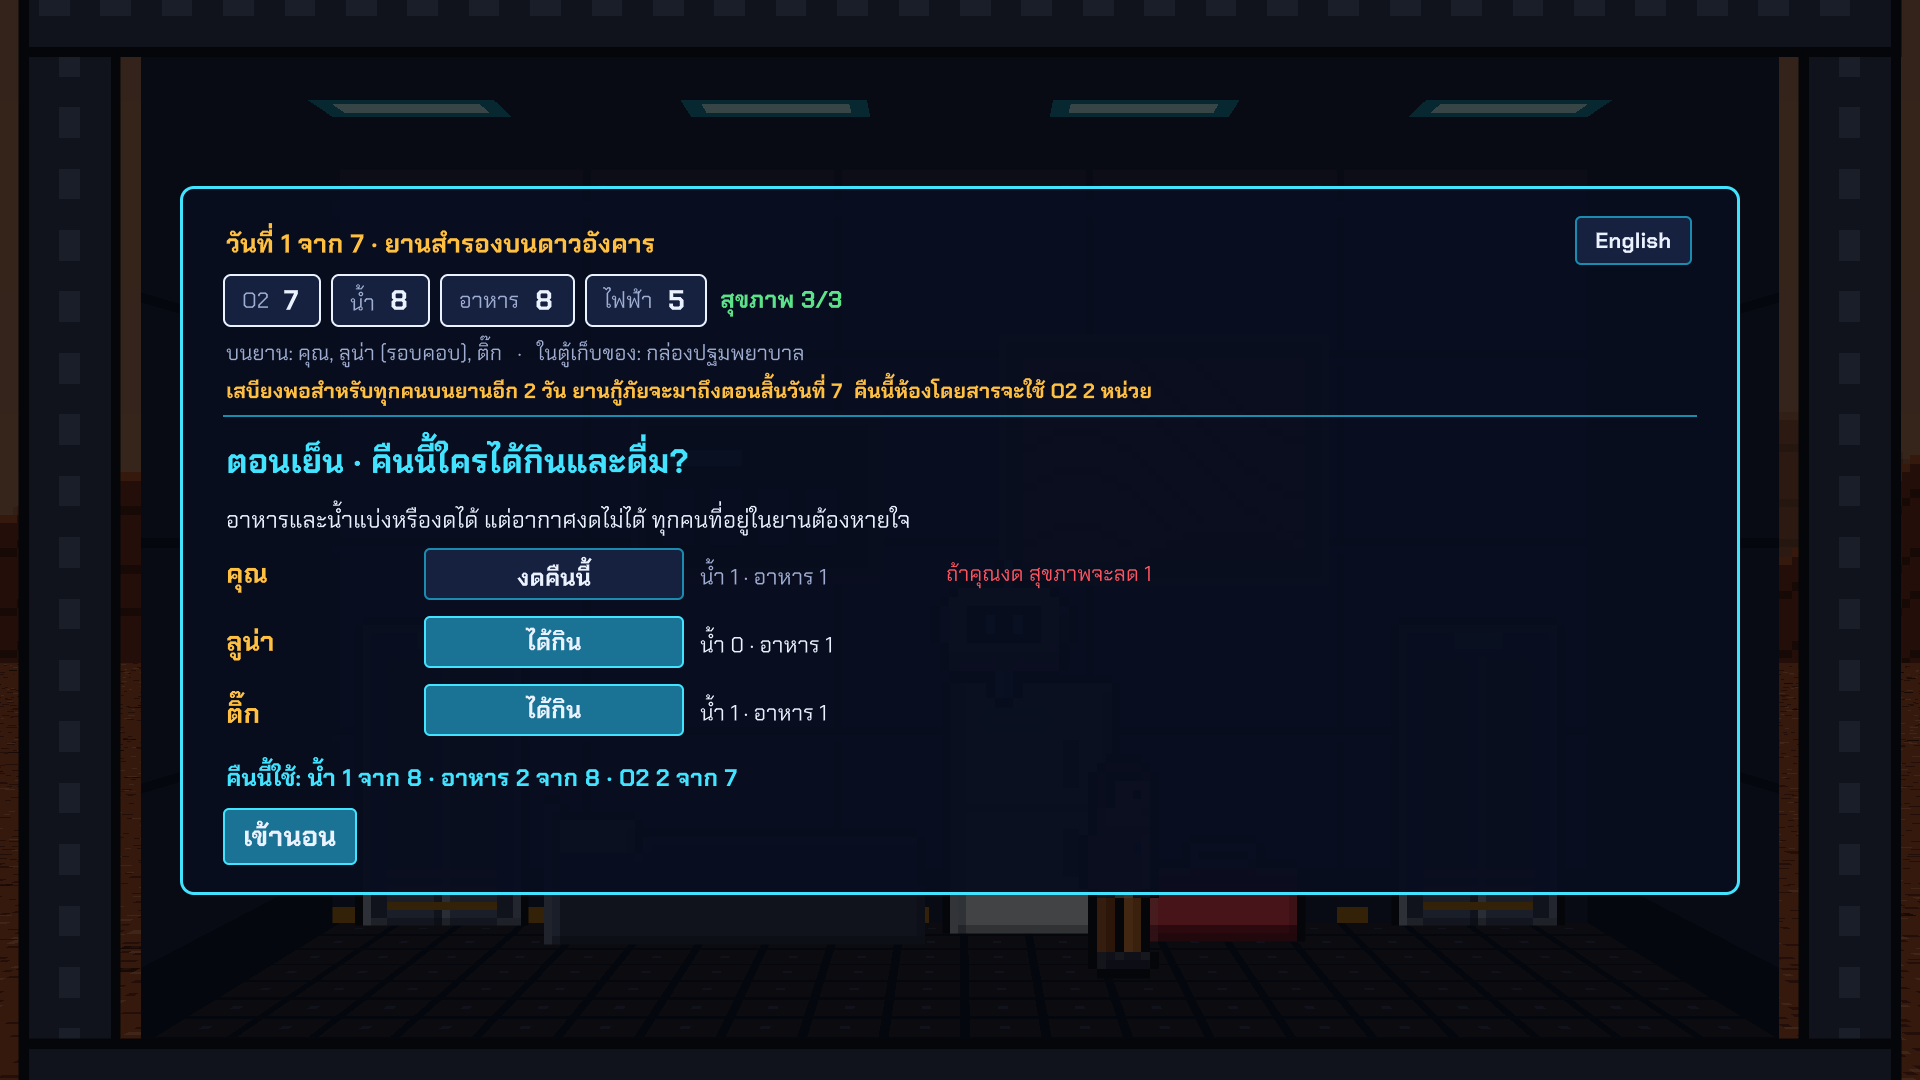 วันที่ 1 จาก 7 · ยานสำรองบนดาวอังคาร
English
O2 7 น้ำ 8 อาหาร 8 ไฟฟ้า 5 สุขภาพ 3/3
บนยาน: คุณ, ลูน่า (รอบคอบ), ติ๊ก · ในตู้เก็บของ: กล่องปฐมพยาบาล
เสบียงพอสำหรับทุกคนบนยานอีก 2 วัน ยานกู้ภัยจะมาถึงตอนสิ้นวันที่ 7 คืนนี้ห้องโดยสารจะใช้ O2 2 หน่วย
ตอนเย็น · คืนนี้ใครได้กินและดื่ม?
อาหารและน้ำแบ่งหรืองดได้ แต่อากาศงดไม่ได้ ทุกคนที่อยู่ในยานต้องหายใจ
คุณ งดคืนนี้ น้ำ 1 · อาหาร 1 ถ้าคุณงด สุขภาพจะลด 1
ลูน่า ได้กิน น้ำ 0 · อาหาร 1
ติ๊ก ได้กิน น้ำ 1 · อาหาร 1
คืนนี้ใช้: น้ำ 1 จาก 8 · อาหาร 2 จาก 8 · O2 2 จาก 7
เข้านอน